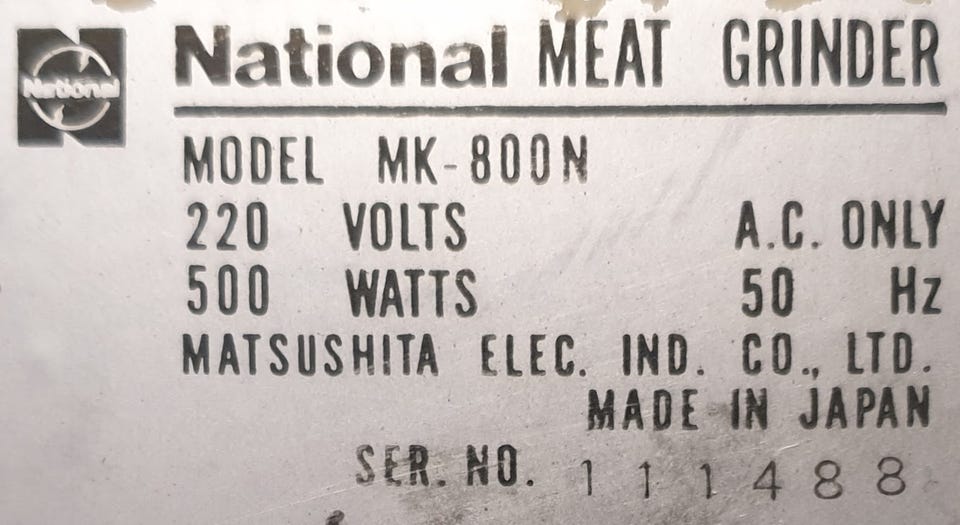 National
National MEAT GRINDER
MODEL MK-800N
220 VOLTS A.C. ONLY
500 WATTS 50 Hz
MATSUSHITA ELEC. IND. CO., LTD.
MADE IN JAPAN
SER. NO. 111488